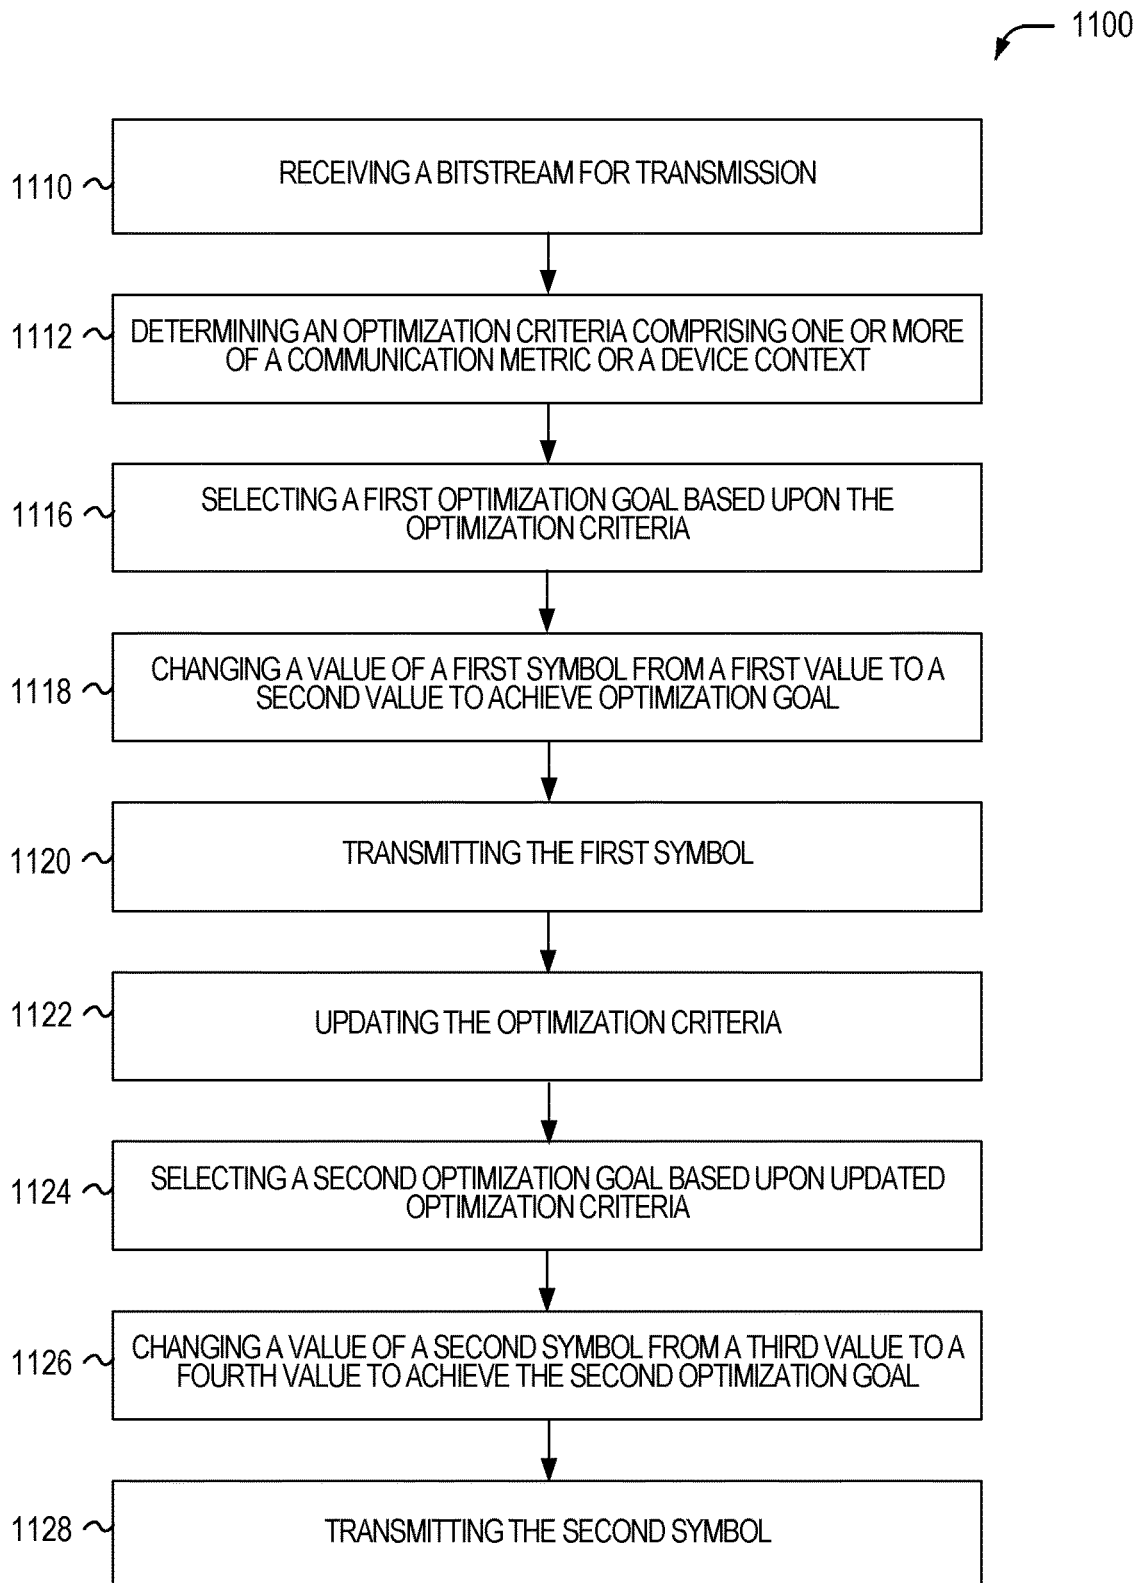 1100
1110
RECEIVING A BITSTREAM FOR TRANSMISSION
1112
DETERMINING AN OPTIMIZATION CRITERIA COMPRISING ONE OR MORE
OF A COMMUNICATION METRIC OR A DEVICE CONTEXT
1116
SELECTING A FIRST OPTIMIZATION GOAL BASED UPON THE
OPTIMIZATION CRITERIA
1118
CHANGING A VALUE OF A FIRST SYMBOL FROM A FIRST VALUE TO A
SECOND VALUE TO ACHIEVE OPTIMIZATION GOAL
1120
TRANSMITTING THE FIRST SYMBOL
1122
UPDATING THE OPTIMIZATION CRITERIA
1124
SELECTING A SECOND OPTIMIZATION GOAL BASED UPON UPDATED
OPTIMIZATION CRITERIA
1126
CHANGING A VALUE OF A SECOND SYMBOL FROM A THIRD VALUE TO A
FOURTH VALUE TO ACHIEVE THE SECOND OPTIMIZATION GOAL
1128
TRANSMITTING THE SECOND SYMBOL